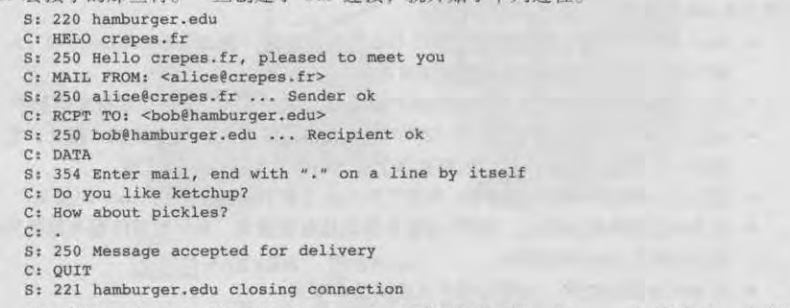 S: 220 hamburger.edu
C: HELO crepes.fr
S: 250 Hello crepes.fr, pleased to meet you
C: MAIL FROM: <alice@crepes.fr>
S: 250 alice@crepes.fr ... Sender ok
C: RCPT TO: <bob@hamburger.edu>
S: 250 bob@hamburger.edu ... Recipient ok
C: DATA
S: 354 Enter mail, end with "." on a line by itself
C: Do you like ketchup?
C: How about pickles?
C: .
S: 250 Message accepted for delivery
C: QUIT
S: 221 hamburger.edu closing connection